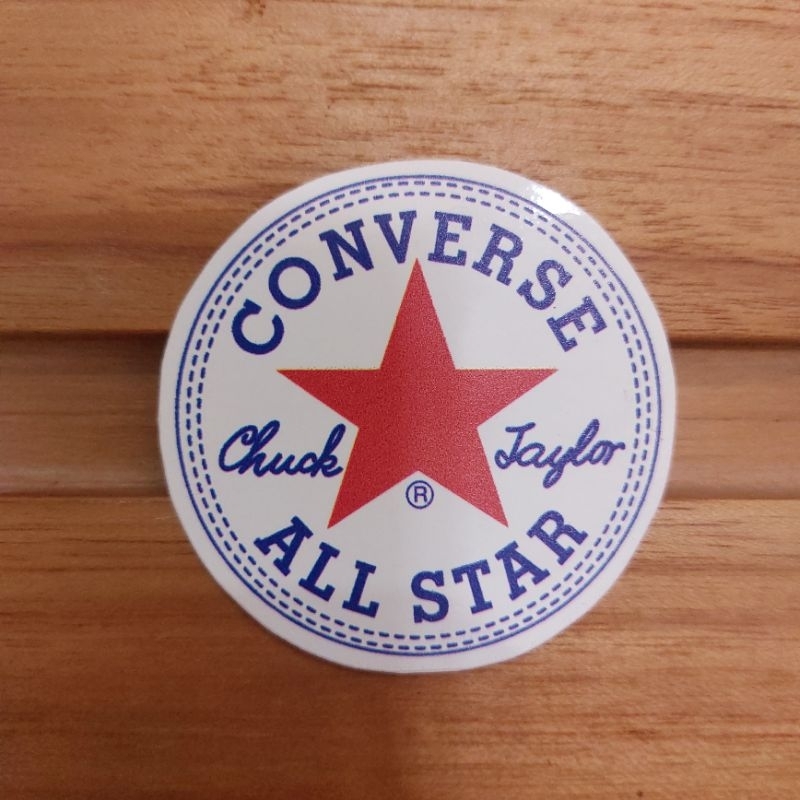 CONVERSE
Chuck Taylor
®
ALL STAR